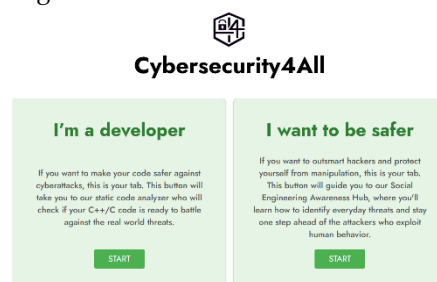 Cybersecurity4All
I'm a developer
If you want to make your code safer against
cyberattacks, this is your tab. This button will
take you to our static code analyzer who will
check if your C++/C code is ready to battle
against the real world threats.
START
I want to be safer
If you want to outsmart hackers and protect
yourself from manipulation, this is your tab.
This button will guide you to our Social
Engineering Awareness Hub, where you'll
learn how to identify everyday threats and stay
one step ahead of the attackers who exploit
human behavior.
START